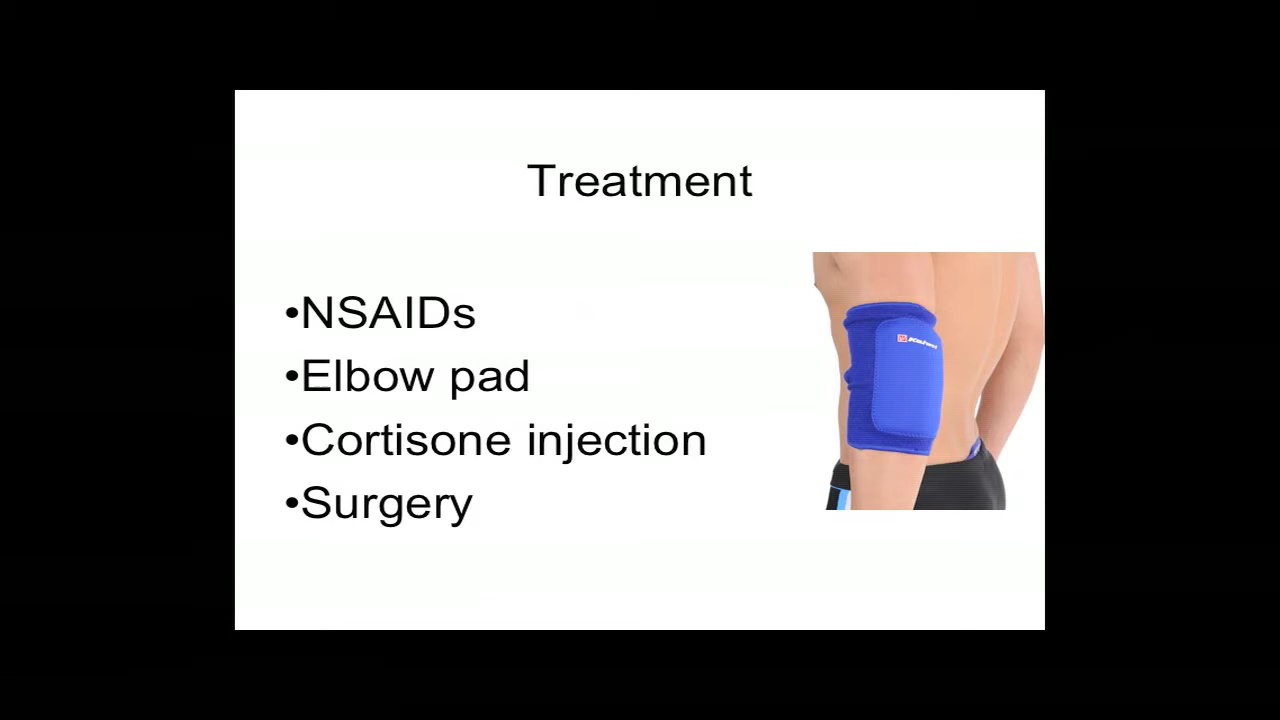 Treatment
•NSAIDs
•Elbow pad
•Cortisone injection
•Surgery